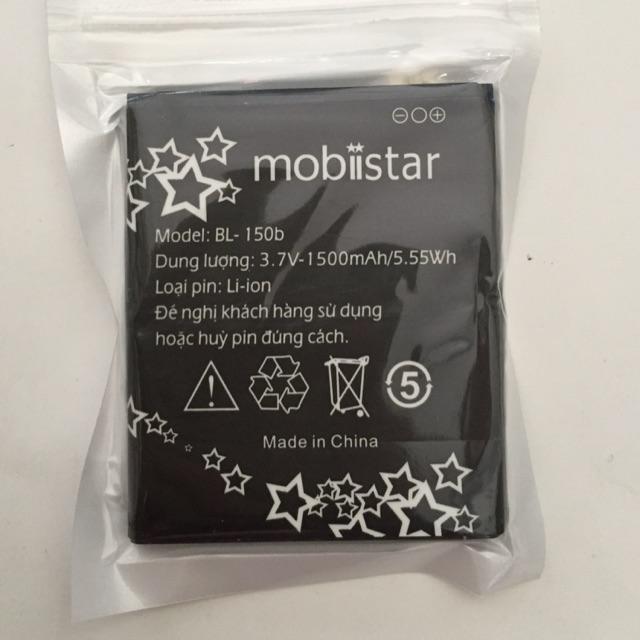 mobiistar
Model: BL- 150b
Dung lượng: 3.7V-1500mAh/5.55Wh
Loại pin: Li-ion
Đề nghị khách hàng sử dụng
hoặc huỷ pin đúng cách.
5
Made in China